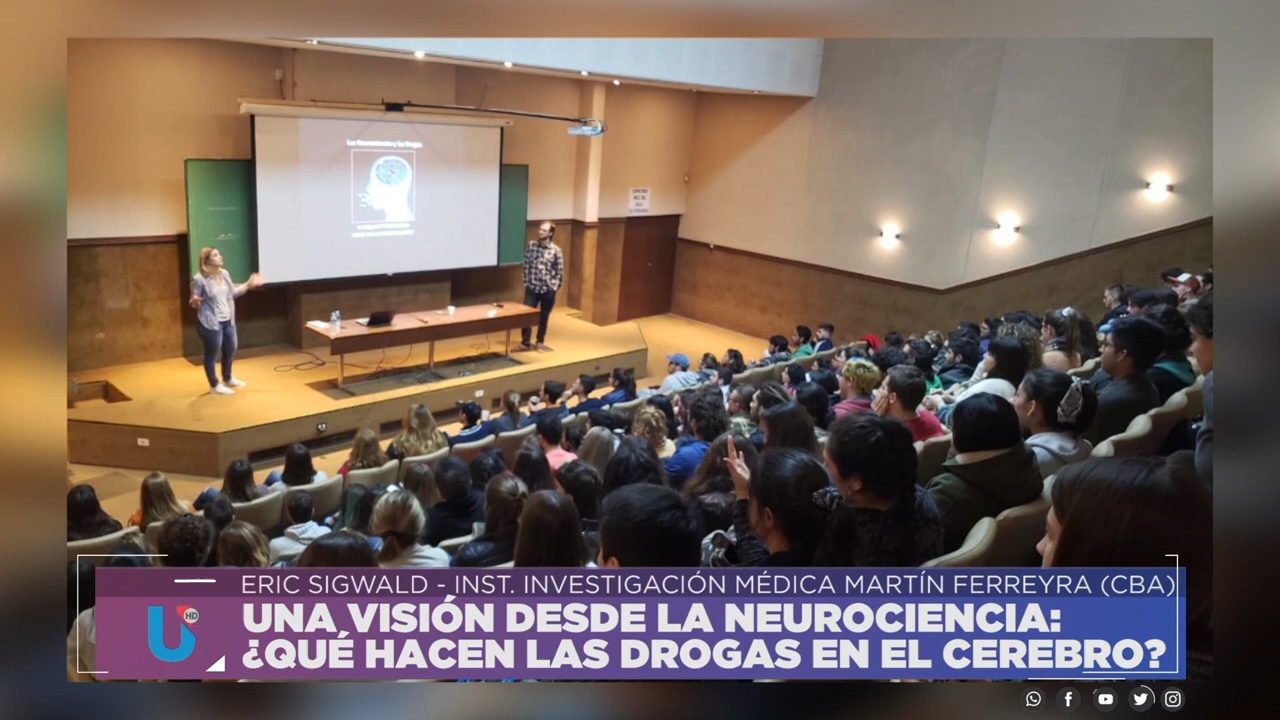 ERIC SIGWALD - INST. INVESTIGACIÓN MÉDICA MARTÍN FERREYRA (CBA)
HD
UNA VISIÓN DESDE LA NEUROCIENCIA:
¿QUÉ HACEN LAS DROGAS EN EL CEREBRO?